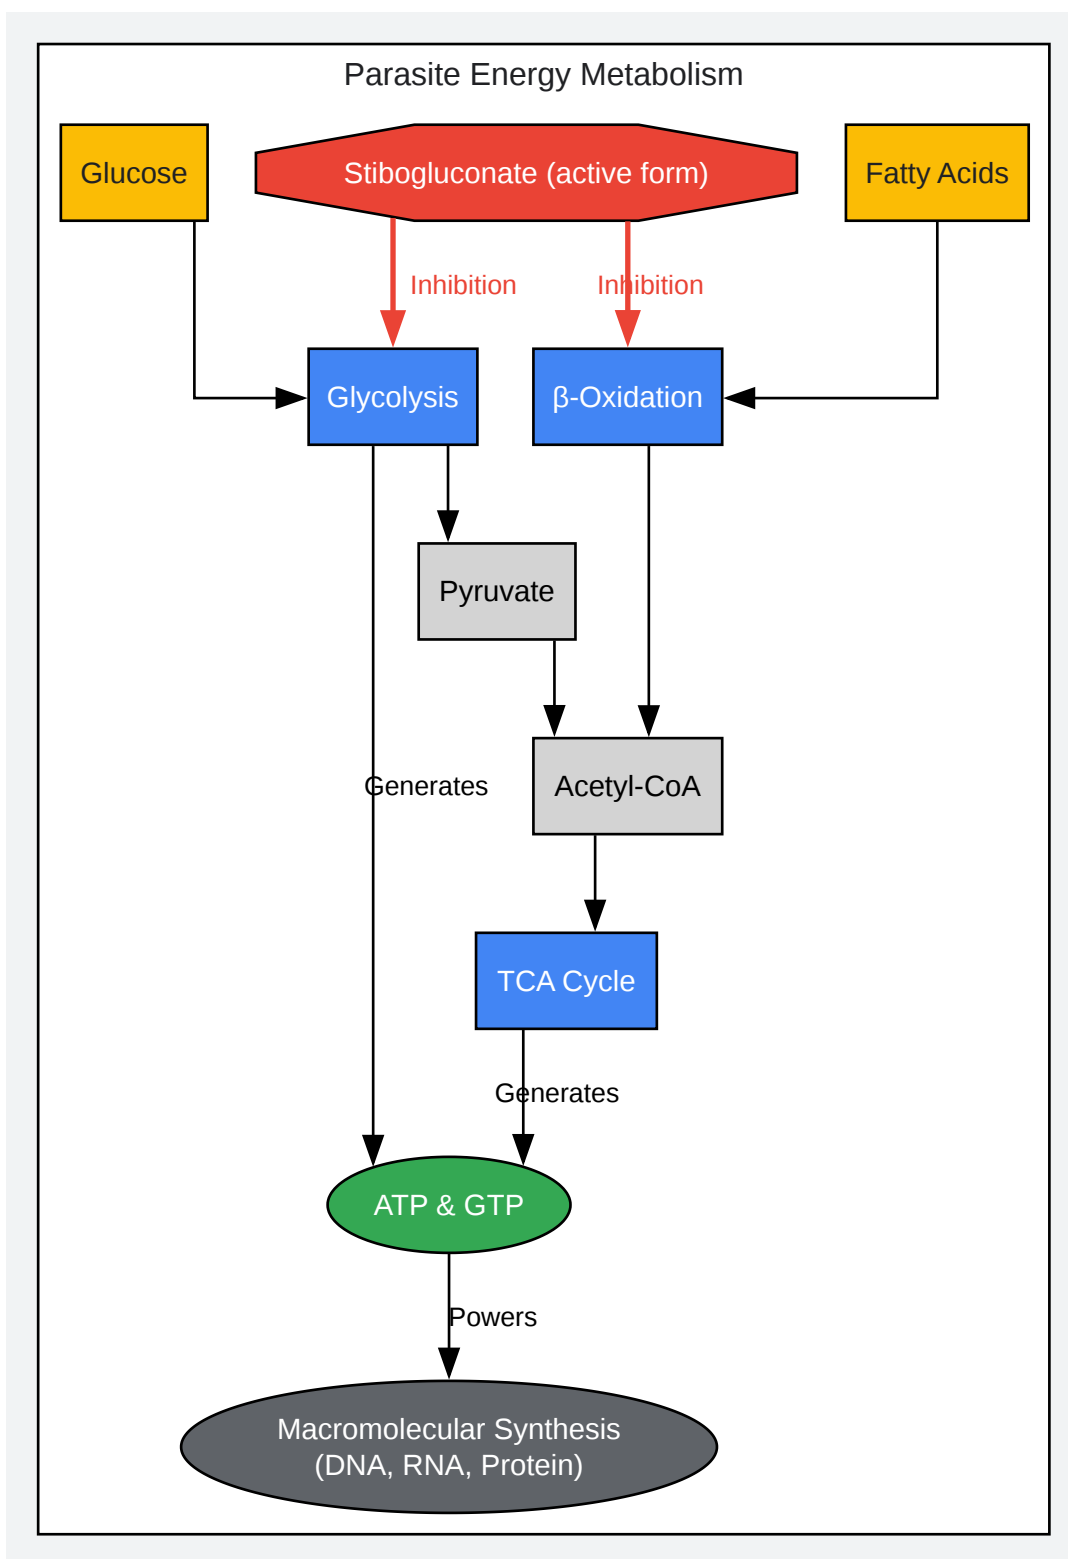 Parasite Energy Metabolism
Glucose
Stibogluconate (active form)
Fatty Acids
Inhibition
Inhibition
Glycolysis
β-Oxidation
Pyruvate
Generates
Acetyl-CoA
TCA Cycle
Generates
ATP & GTP
Powers
Macromolecular Synthesis
(DNA, RNA, Protein)